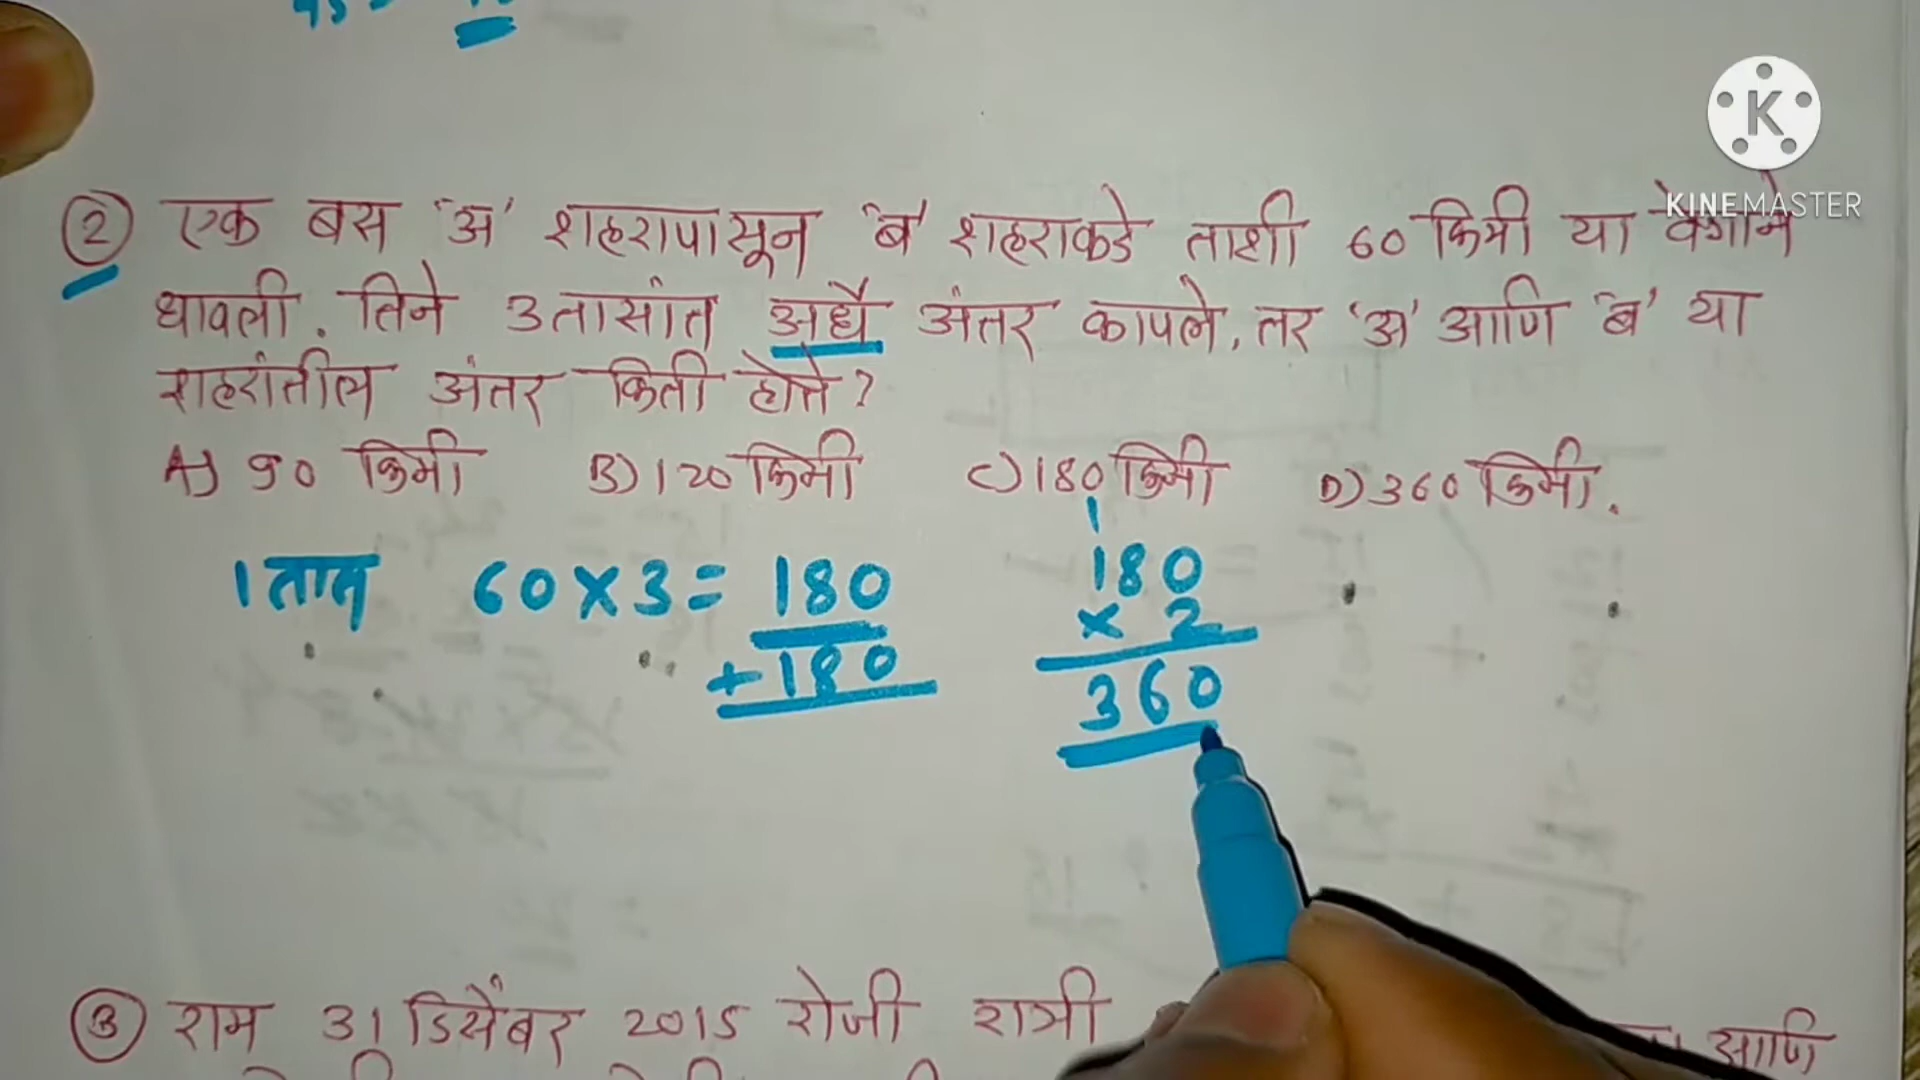 K
KINEMASTER
② एक बस 'अ' शहरापासून 'ब' शहराकडे ताशी 60 किमी या वेगाने
धावली. तिने 3 तासांत अर्धे अंतर कापले. तर 'अ' आणि 'ब' या
शहरांतील अंतर किती होते?
A) 90 किमी B) 120 किमी C) 180 किमी D) 360 किमी.
1
1 तास 60 × 3 = 180
+ 180
180
× 2
360
③ राम 31 डिसेंबर 2015 रोजी रात्री आणि